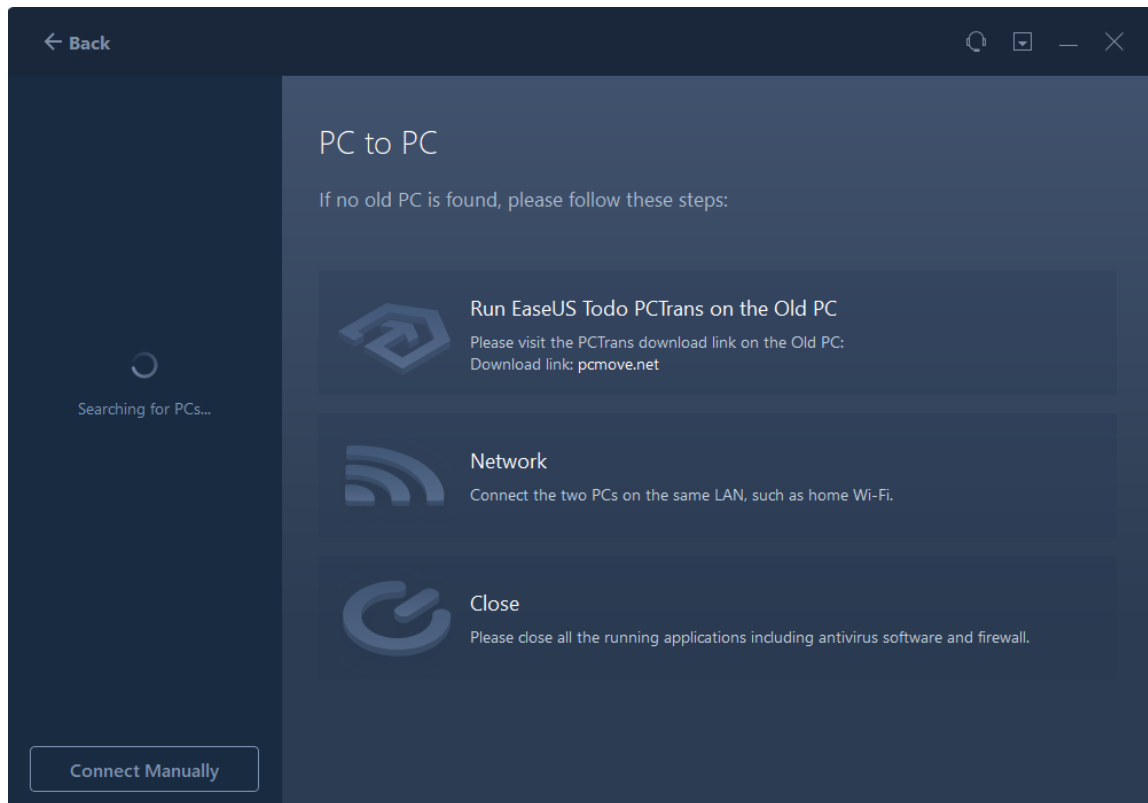 Back
PC to PC
If no old PC is found, please follow these steps:
Run EaseUS Todo PCTrans on the Old PC
Please visit the PCTrans download link on the Old PC:
Download link: pcmove.net
Searching for PCs...
Network
Connect the two PCs on the same LAN, such as home Wi-Fi.
Close
Please close all the running applications including antivirus software and firewall.
Connect Manually